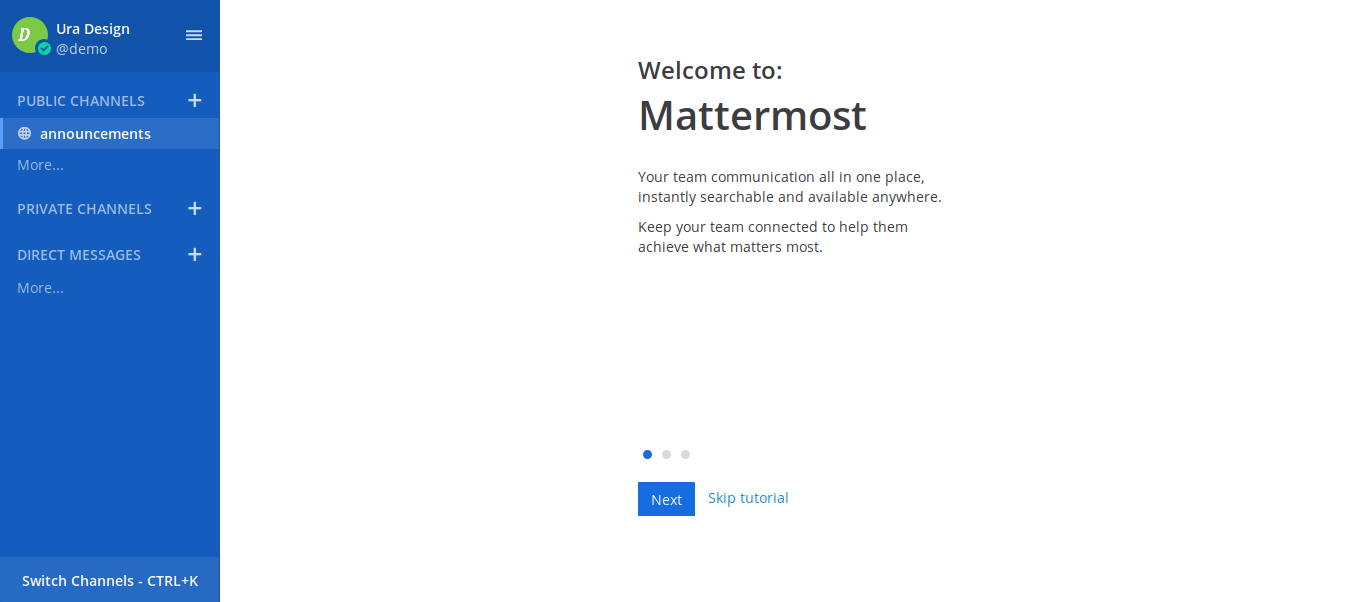 Ura Design
@demo
PUBLIC CHANNELS
announcements
More...
PRIVATE CHANNELS
DIRECT MESSAGES
More...
Switch Channels - CTRL+K
Welcome to:
Mattermost
Your team communication all in one place,
instantly searchable and available anywhere.
Keep your team connected to help them
achieve what matters most.
Next
Skip tutorial